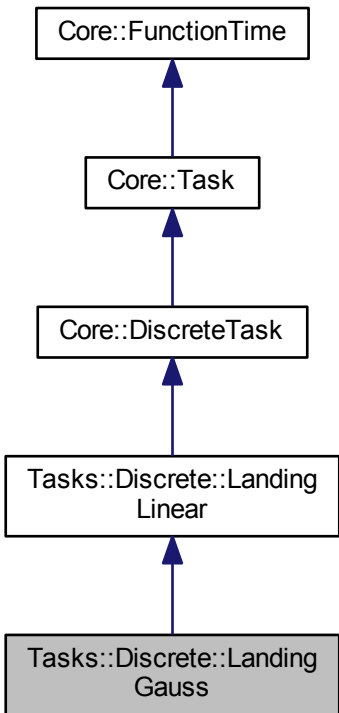 Core::FunctionTime
Core::Task
Core::DiscreteTask
Tasks::Discrete::Landing
Linear
Tasks::Discrete::Landing
Gauss